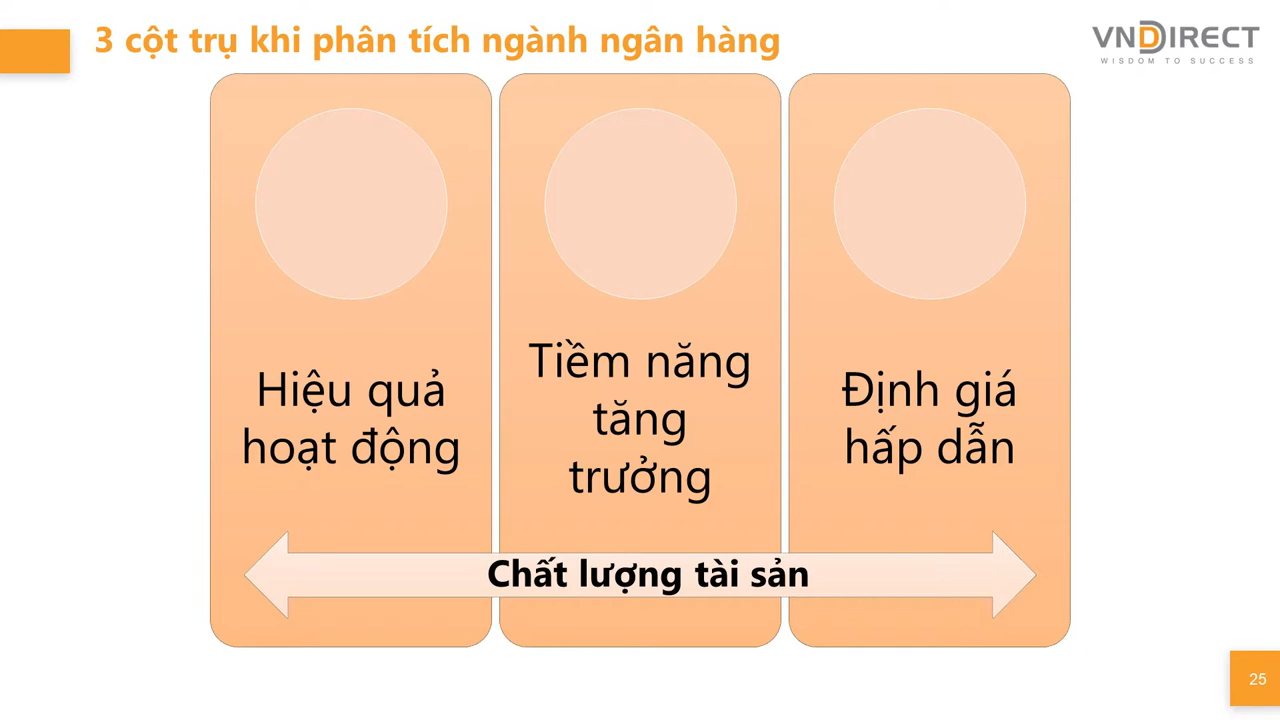 3 cột trụ khi phân tích ngành ngân hàng
VNDIRECT
WISDOM TO SUCCESS
Hiệu quả
hoạt động
Tiềm năng
tăng
trưởng
Định giá
hấp dẫn
Chất lượng tài sản
25